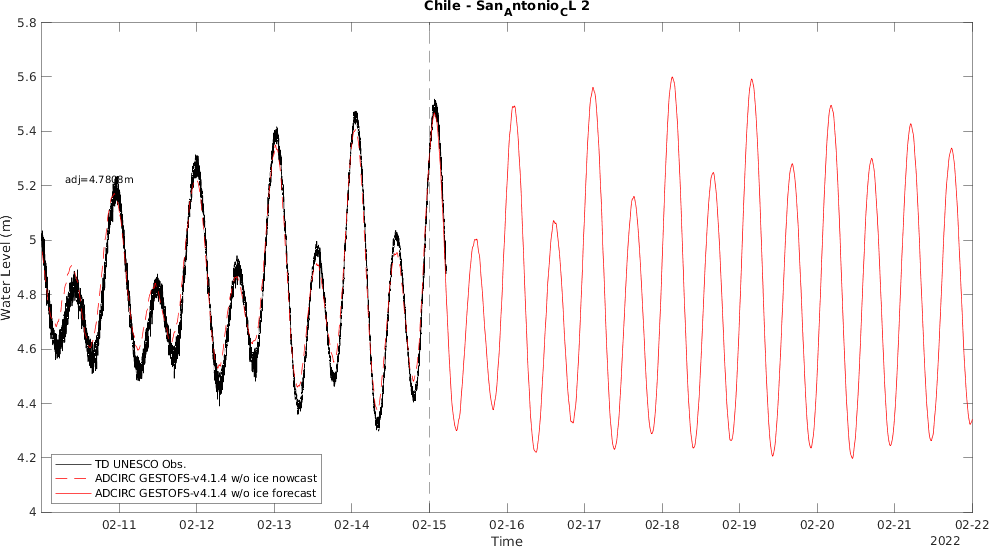 Chile - San_Antonio_CL 2
Water Level (m)
5.8
5.6
5.4
5.2
5
4.8
4.6
4.4
4.2
4
adj=4.7803m
TD UNESCO Obs.
ADCIRC GESTOFS-v4.1.4 w/o ice nowcast
ADCIRC GESTOFS-v4.1.4 w/o ice forecast
02-11 02-12 02-13 02-14 02-15 02-16 02-17 02-18 02-19 02-20 02-21 02-22
Time
2022